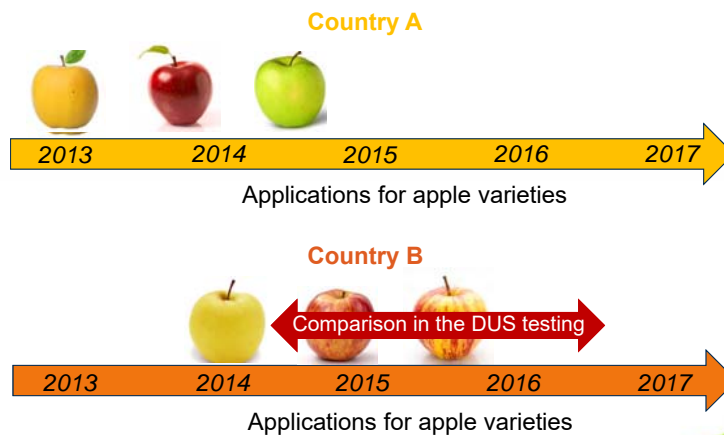 Country A
2013 2014 2015 2016 2017
Applications for apple varieties
Country B
Comparison in the DUS testing
2013 2014 2015 2016 2017
Applications for apple varieties